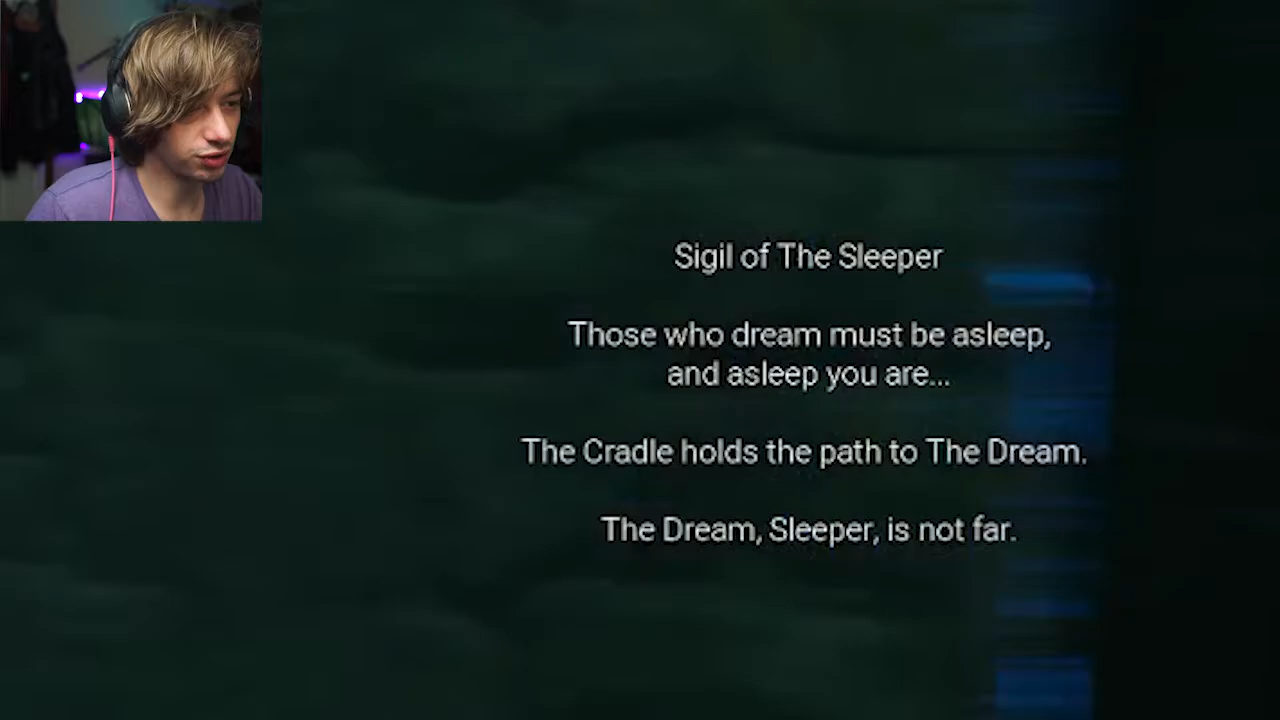 Sigil of The Sleeper
Those who dream must be asleep,
and asleep you are...
The Cradle holds the path to The Dream.
The Dream, Sleeper, is not far.